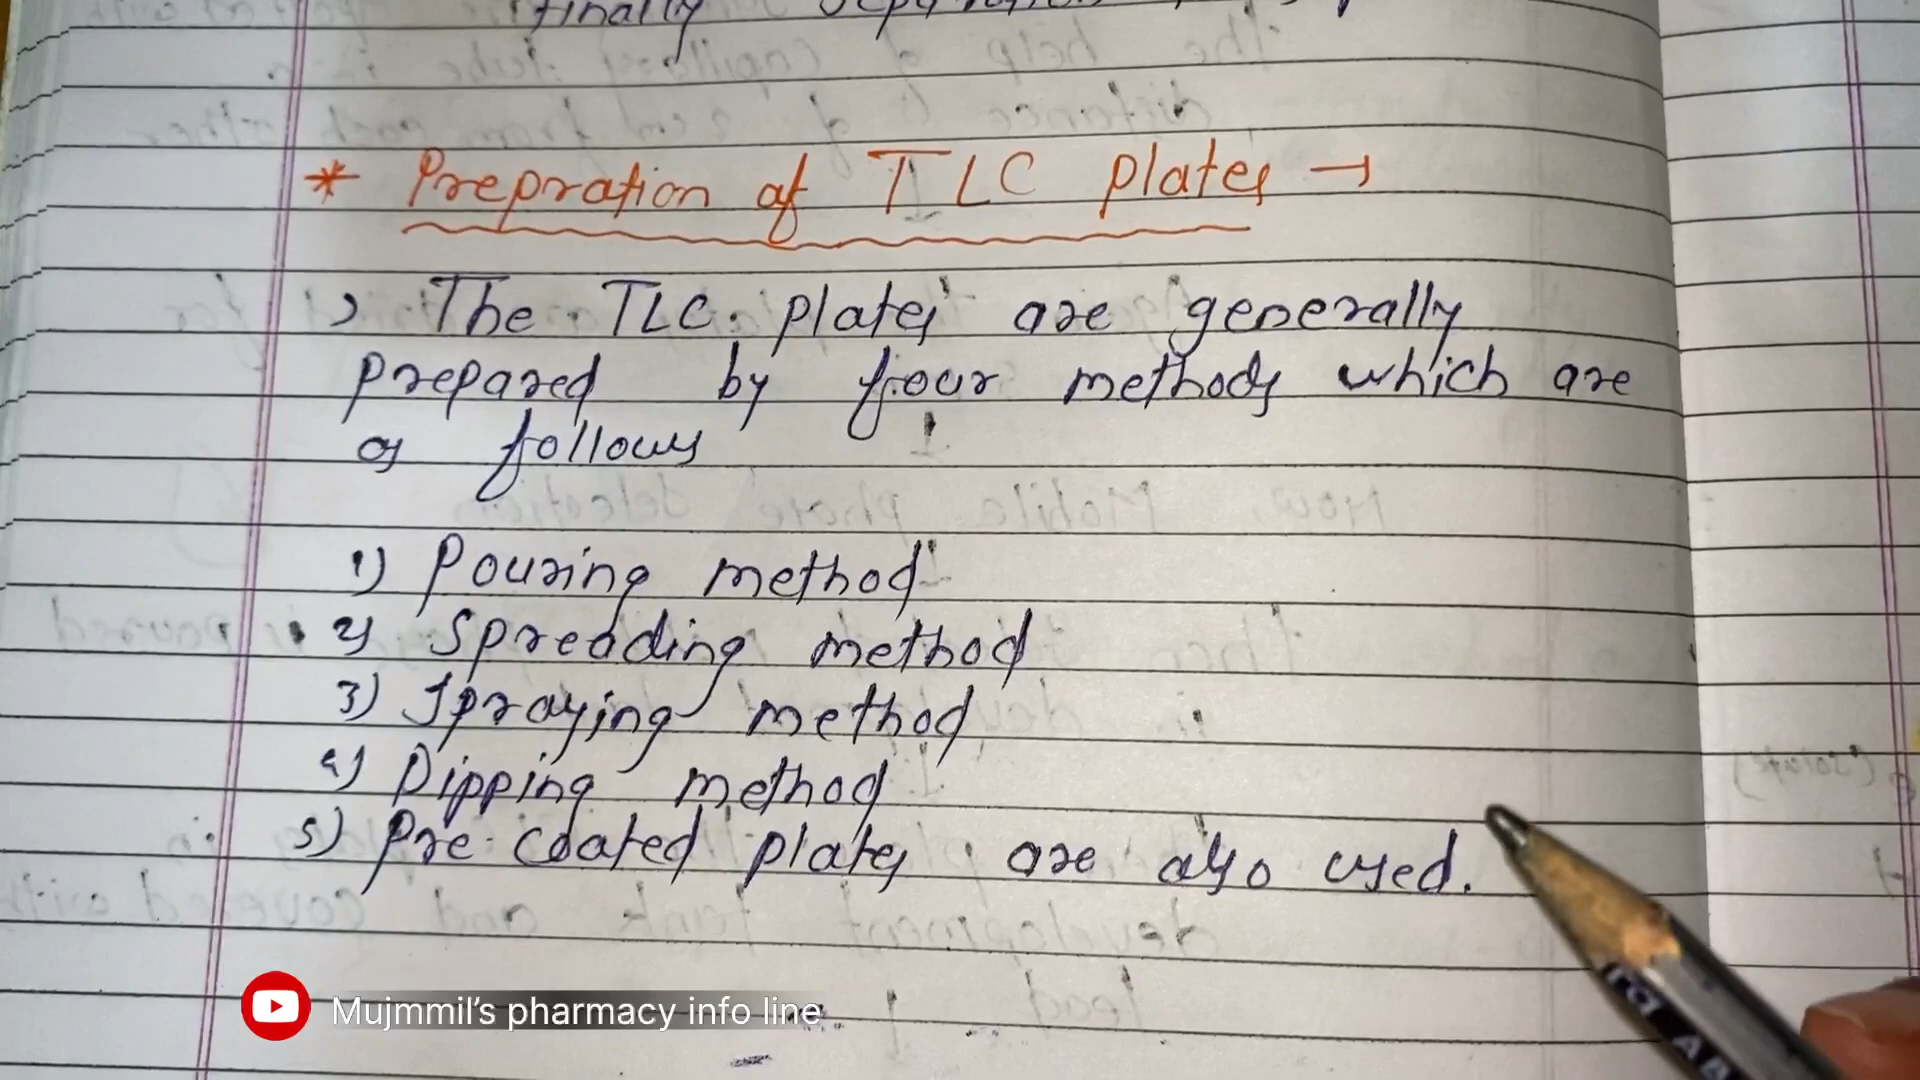 finally
* Prepration of TLC plates →
> The TLC plates are generally
prepared by four methods which are
as follows
1) Pouring method
2) Spreading method
3) Spraying method
4) Dipping method
5) Pre-coated plates are also used.
Mujmmil's pharmacy info line